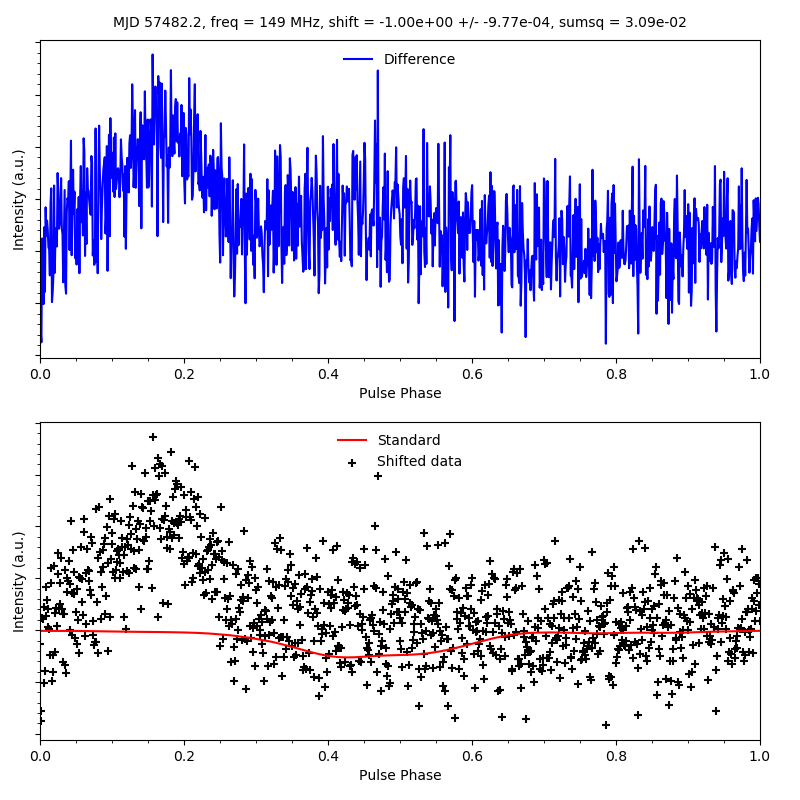 MJD 57482.2, freq = 149 MHz, shift = -1.00e+00 +/- -9.77e-04, sumsq = 3.09e-02
Difference
Intensity (a.u.)
0.0 0.2 0.4 0.6 0.8 1.0
Pulse Phase
Standard
Shifted data
Intensity (a.u.)
0.0 0.2 0.4 0.6 0.8 1.0
Pulse Phase